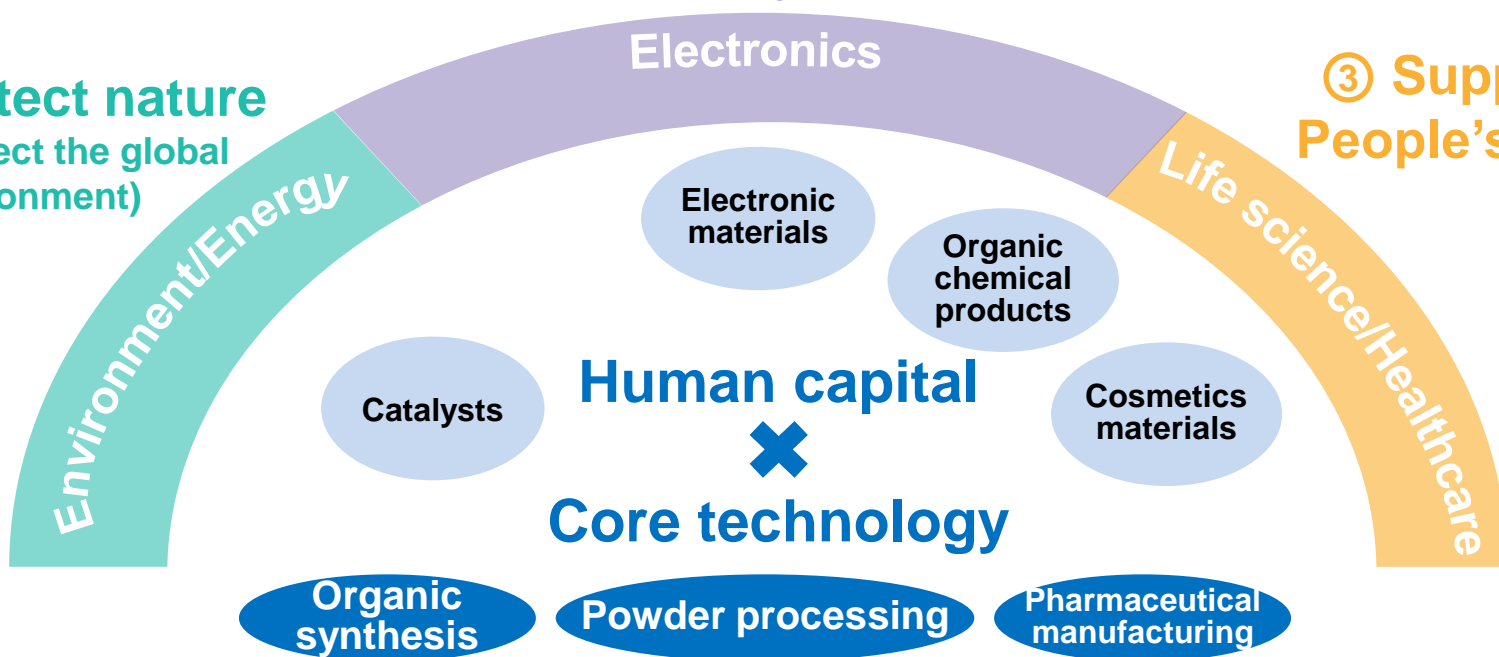 Electronics
tect nature
ect the global
onment)
③ Supp
People's
Environment/Energy
Life science/Healthcare
Electronic
materials
Organic
chemical
products
Catalysts
Human capital
✖
Core technology
Cosmetics
materials
Organic
synthesis
Powder processing
Pharmaceutical
manufacturing